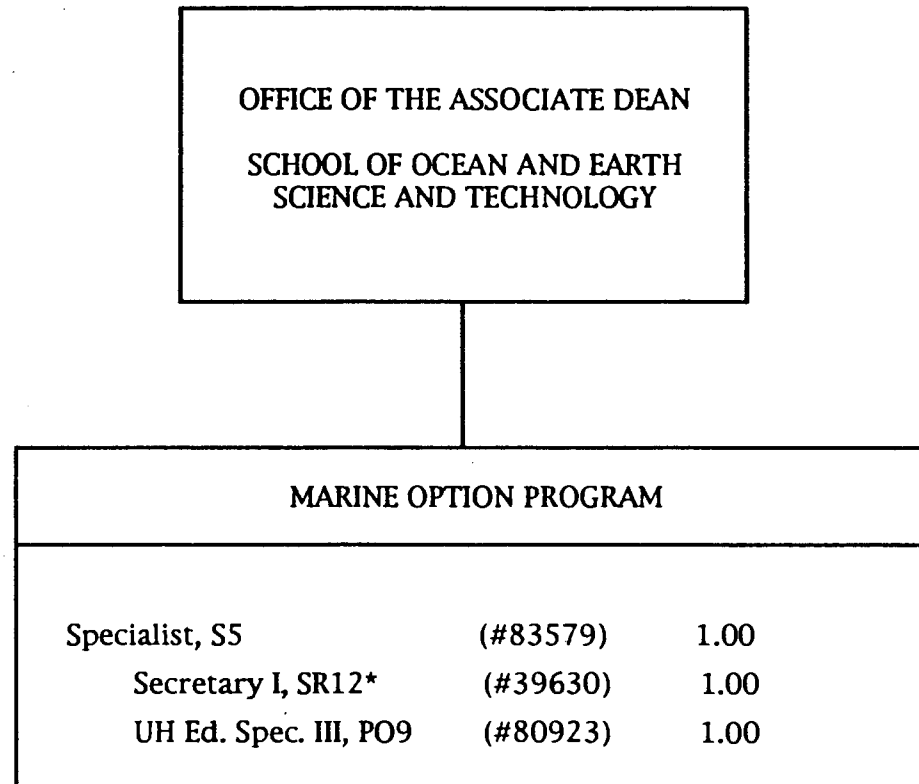 OFFICE OF THE ASSOCIATE DEAN
SCHOOL OF OCEAN AND EARTH
SCIENCE AND TECHNOLOGY
MARINE OPTION PROGRAM
Specialist, S5 (#83579) 1.00
Secretary I, SR12* (#39630) 1.00
UH Ed. Spec. III, PO9 (#80923) 1.00